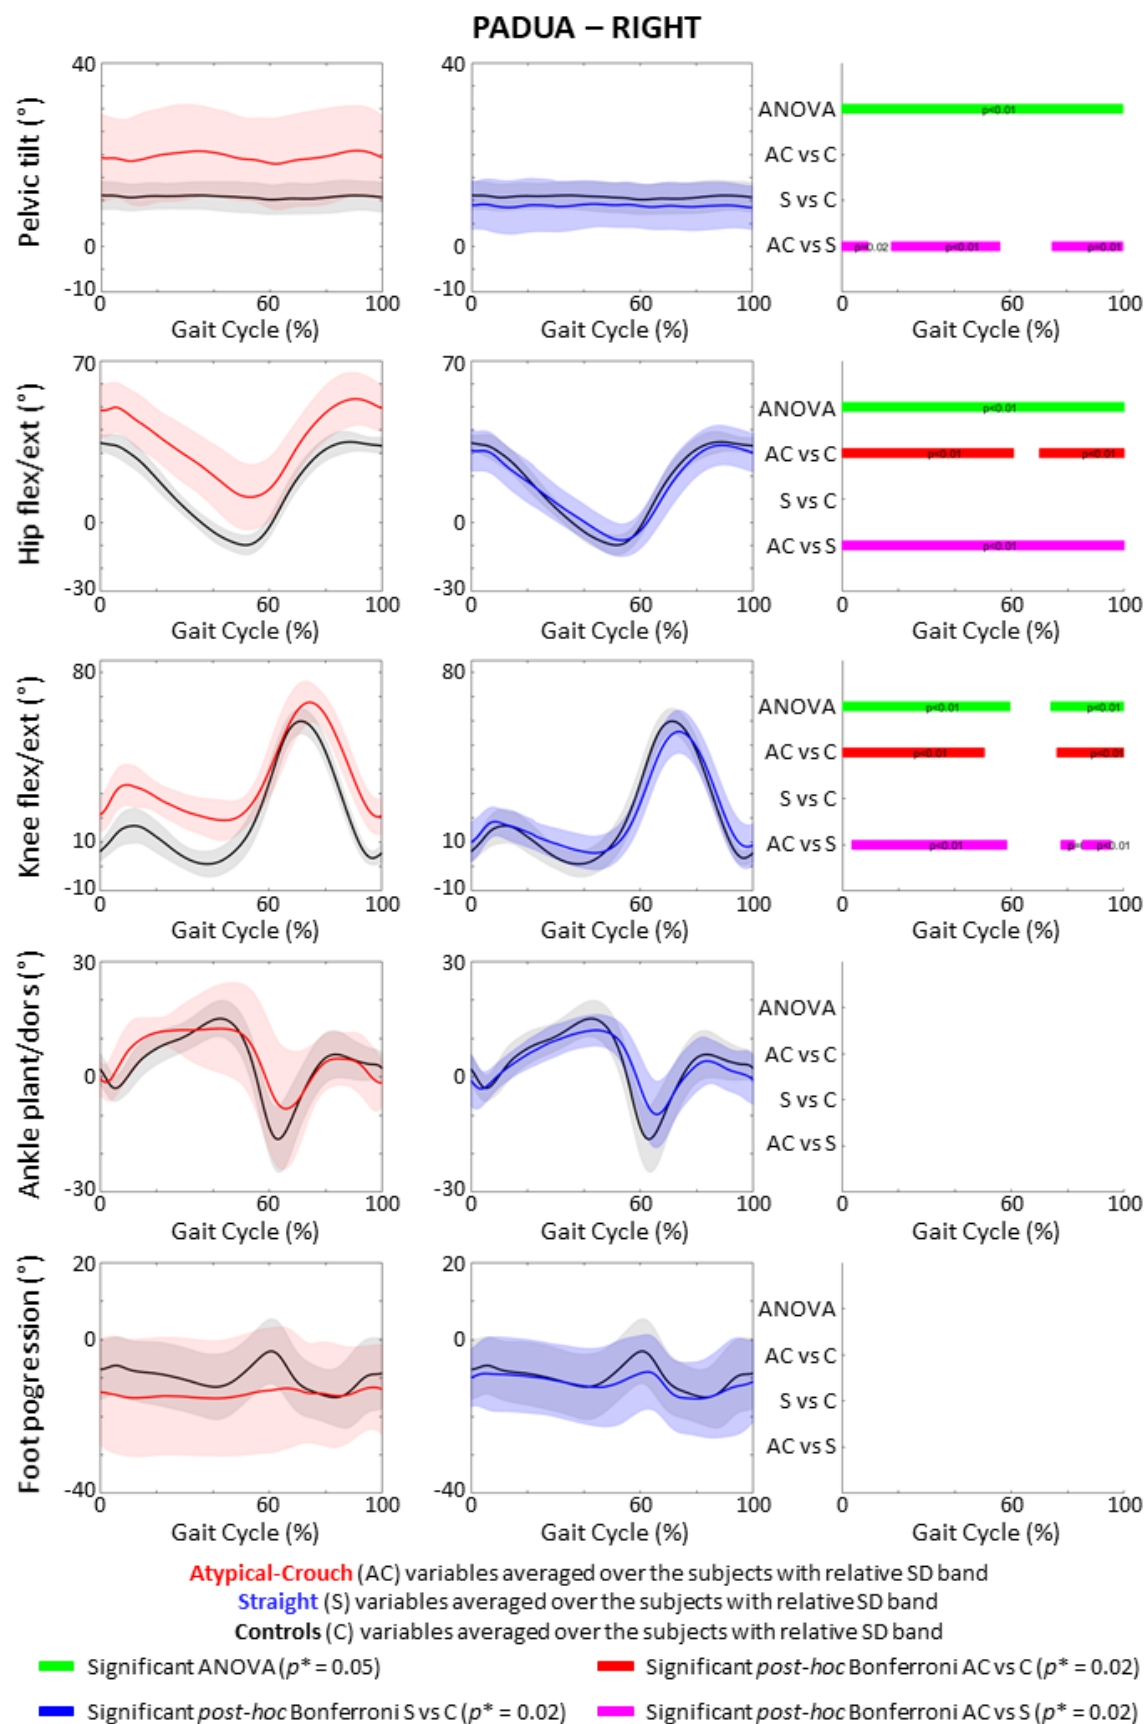 PADUA – RIGHT
Pelvic tilt (°)
40
0
-10
0 60 100
Gait Cycle (%)
0 60 100
Gait Cycle (%)
ANOVA
AC vs C
S vs C
AC vs S
p<0.01
p<0.02 p<0.01 p<0.01
0 60 100
Gait Cycle (%)
Hip flex/ext (°)
70
0
-30
0 60 100
Gait Cycle (%)
70
0
-30
0 60 100
Gait Cycle (%)
ANOVA
AC vs C
S vs C
AC vs S
p<0.01
p<0.01 p<0.01
p<0.01
0 60 100
Gait Cycle (%)
Knee flex/ext (°)
80
10
-10
0 60 100
Gait Cycle (%)
80
10
-10
0 60 100
Gait Cycle (%)
ANOVA
AC vs C
S vs C
AC vs S
p<0.01 p<0.01
p<0.01 p<0.01
p<0.01 p<0.01
0 60 100
Gait Cycle (%)
Ankle plant/dors (°)
30
0
-30
0 60 100
Gait Cycle (%)
30
0
-30
0 60 100
Gait Cycle (%)
ANOVA
AC vs C
S vs C
AC vs S
0 60 100
Gait Cycle (%)
Foot pogression (°)
20
0
-40
0 60 100
Gait Cycle (%)
20
0
-40
0 60 100
Gait Cycle (%)
ANOVA
AC vs C
S vs C
AC vs S
0 60 100
Gait Cycle (%)
Atypical-Crouch (AC) variables averaged over the subjects with relative SD band
Straight (S) variables averaged over the subjects with relative SD band
Controls (C) variables averaged over the subjects with relative SD band
Significant ANOVA (p* = 0.05)
Significant post-hoc Bonferroni AC vs C (p* = 0.02)
Significant post-hoc Bonferroni S vs C (p* = 0.02)
Significant post-hoc Bonferroni AC vs S (p* = 0.02)